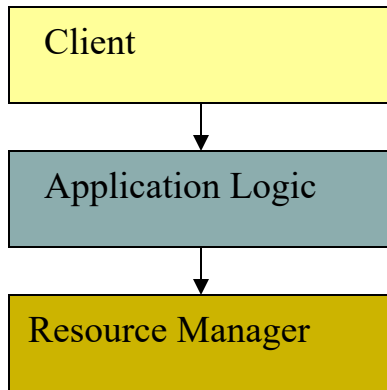 Client
Application Logic
Resource Manager